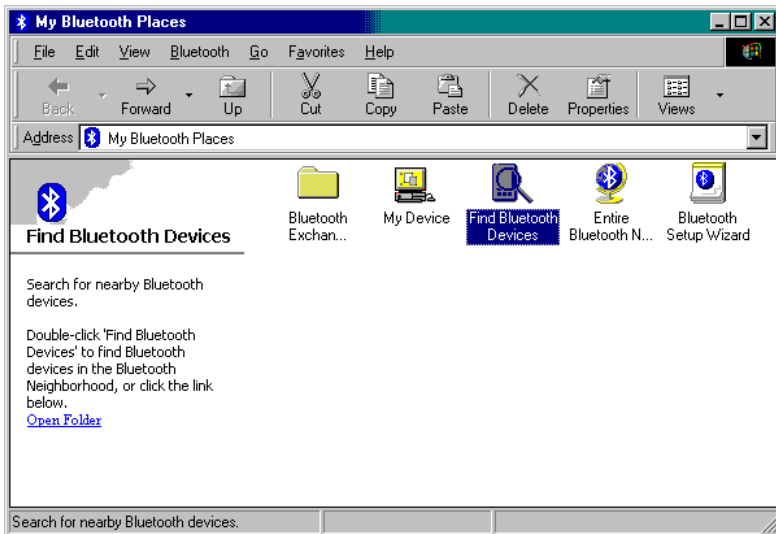 My Bluetooth Places
File Edit View Bluetooth Go Favorites Help
Back Forward Up Cut Copy Paste Delete Properties Views
Address My Bluetooth Places
Find Bluetooth Devices
Search for nearby Bluetooth
devices.
Double-click 'Find Bluetooth
Devices' to find Bluetooth
devices in the Bluetooth
Neighborhood, or click the link
below.
Open Folder
Bluetooth
Exchan...
My Device
Find Bluetooth
Devices
Entire
Bluetooth N...
Bluetooth
Setup Wizard
Search for nearby Bluetooth devices.